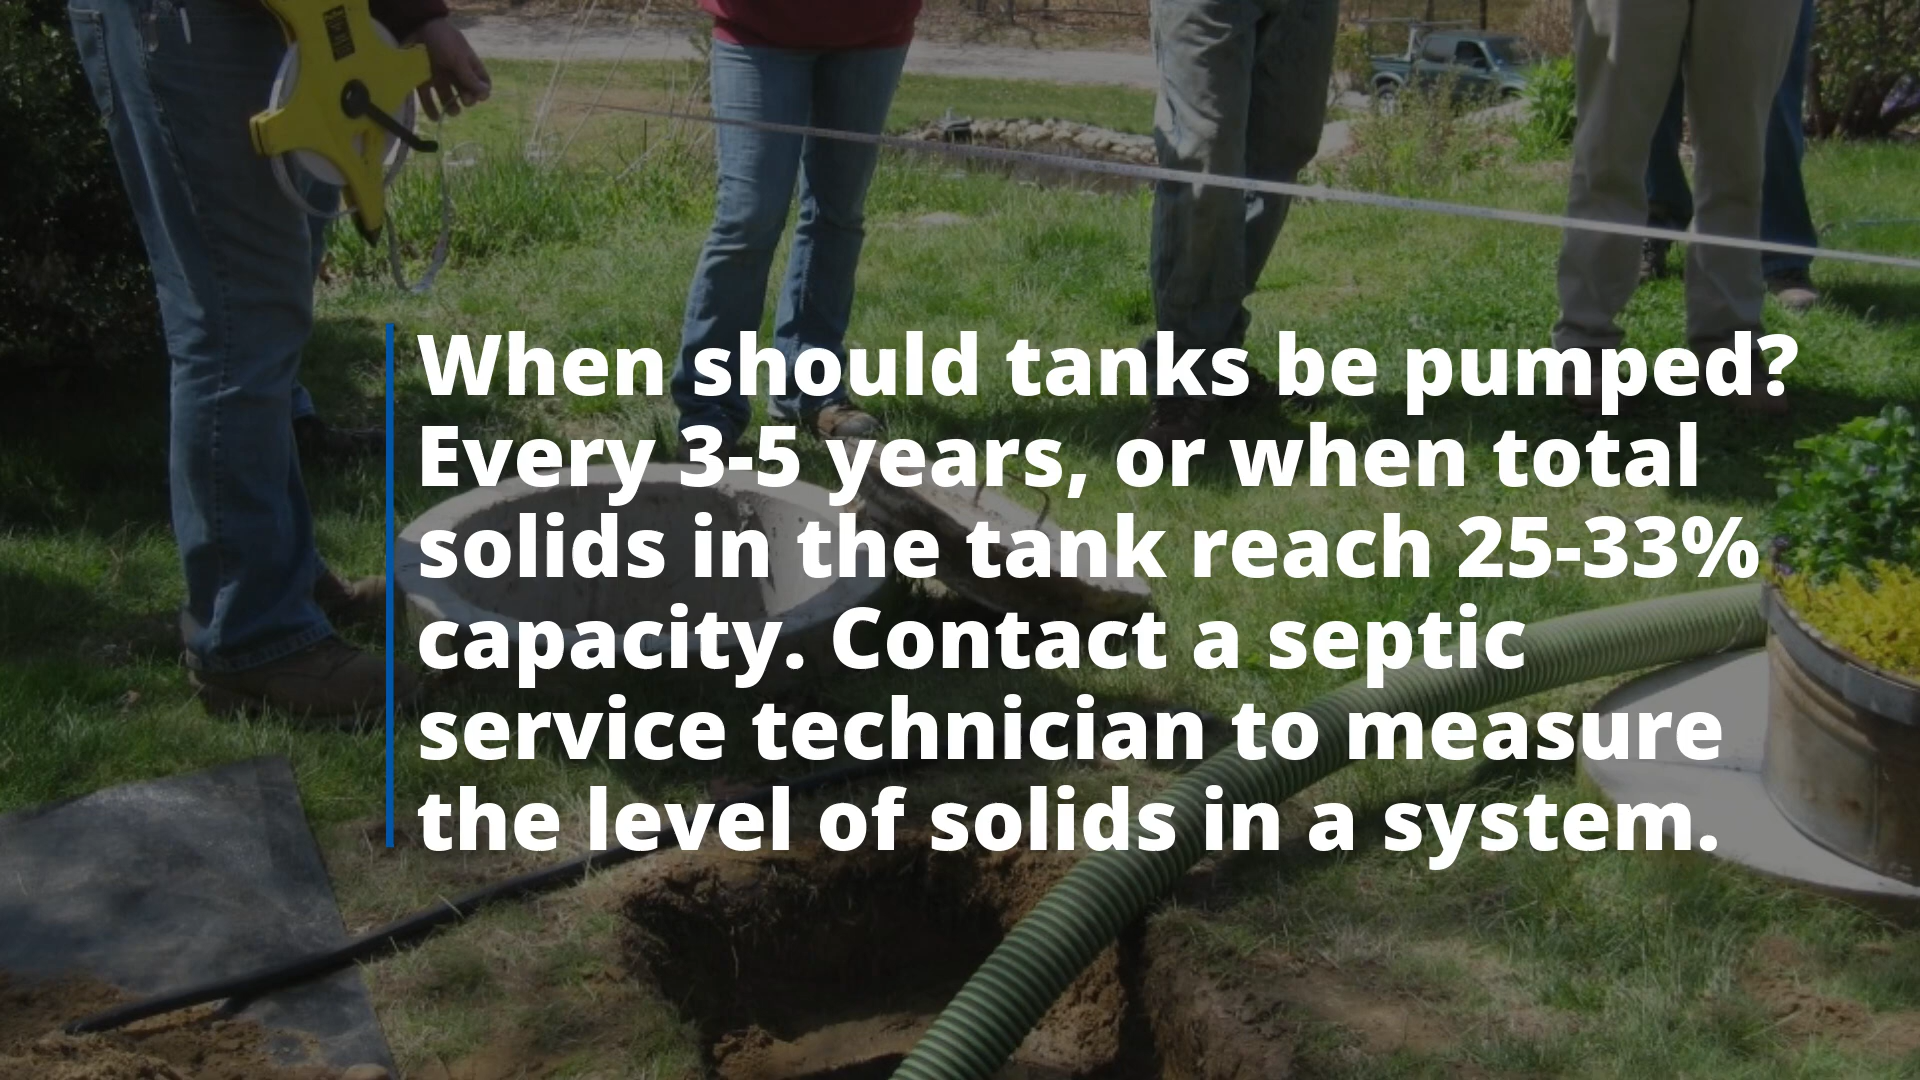 When should tanks be pumped?
Every 3-5 years, or when total
solids in the tank reach 25-33%
capacity. Contact a septic
service technician to measure
the level of solids in a system.